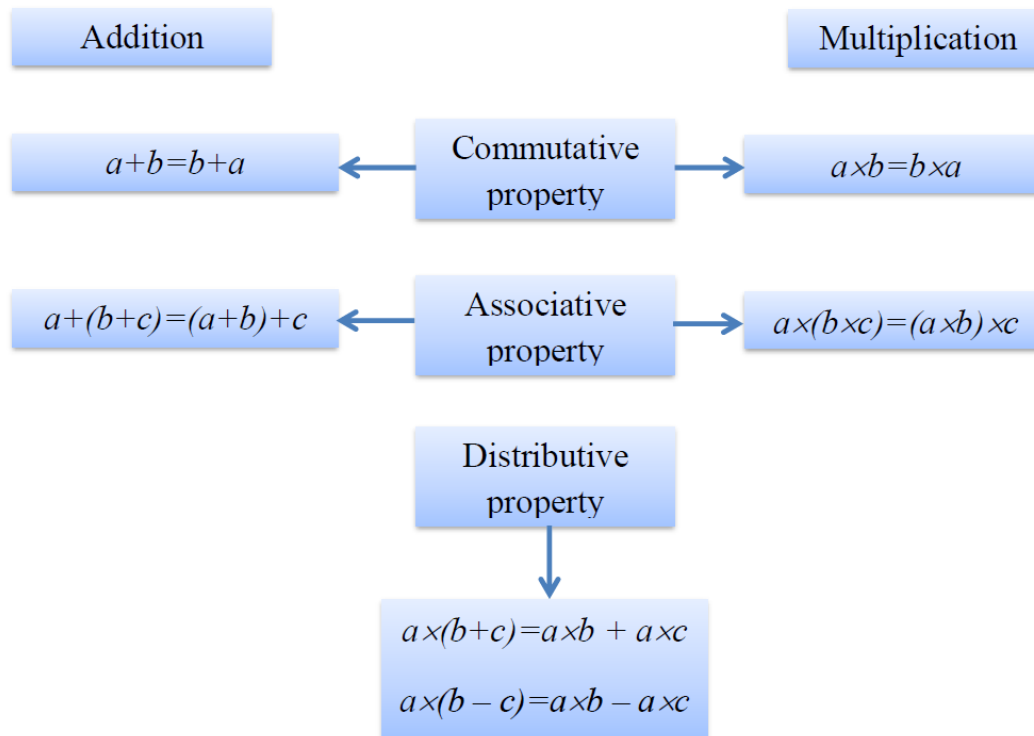 Addition
Multiplication
a+b=b+a
Commutative
property
a×b=b×a
a+(b+c)=(a+b)+c
Associative
property
a×(b×c)=(a×b)×c
Distributive
property
a×(b+c)=a×b + a×c
a×(b – c)=a×b – a×c